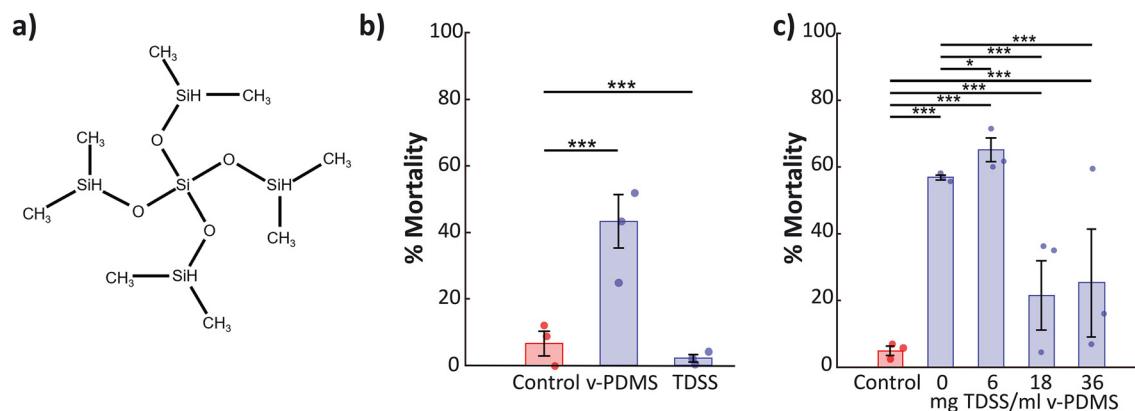 a)
CH₃
SiH
CH₃
O
CH₃
SiH
CH₃
O
Si
O
SiH
CH₃
CH₃
O
CH₃
SiH
CH₃
b)
% Mortality
100
80
60
40
20
0
***
***
Control v-PDMS TDSS
c)
% Mortality
100
80
60
40
20
0
***
***
*
***
***
***
***
Control 0 6 18 36
mg TDSS/ml v-PDMS